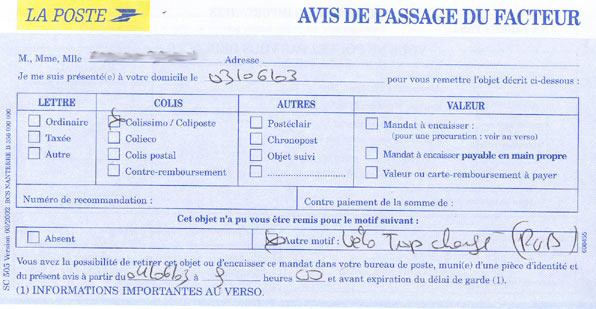 LA POSTE AVIS DE PASSAGE DU FACTEUR
M., Mme, Mlle Adresse
Je me suis présenté(e) à votre domicile le 03/06/03 pour vous remettre l'objet décrit ci-dessous :
LETTRE COLIS AUTRES VALEUR
Ordinaire Colissimo / Coliposte Postéclair Mandat à encaisser :
(pour une procuration : voir au verso)
Taxée Colieco Chronopost
Autre Colis postal Objet suivi Mandat à encaisser payable en main propre
Contre-remboursement Valeur ou carte-remboursement à payer
Numéro de recommandation : Contre paiement de la somme de :
Cet objet n'a pu vous être remis pour le motif suivant :
Absent Autre motif : Vélo Trop chargé (RUB)
Vous avez la possibilité de retirer cet objet ou d'encaisser ce mandat dans votre bureau de poste, muni(e) d'une pièce d'identité et
du présent avis à partir du 04/06/03 à 9 heures 00 et avant expiration du délai de garde (1).
(1) INFORMATIONS IMPORTANTES AU VERSO.